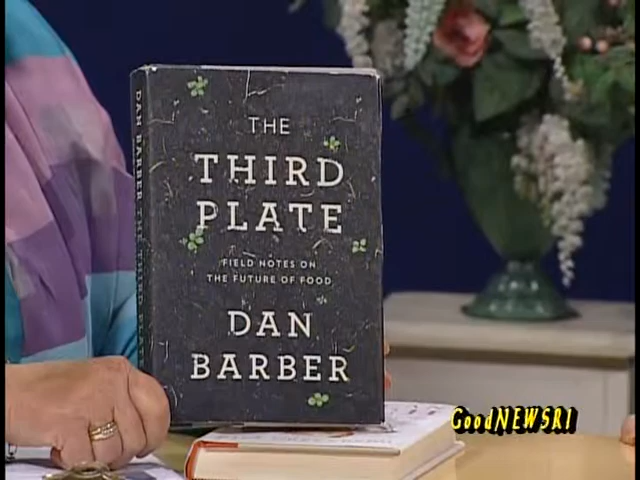 THE
THIRD
PLATE
FIELD NOTES ON
THE FUTURE OF FOOD
DAN
BARBER
DAN BARBER THE THIRD PLATE
GoodNEWSRI